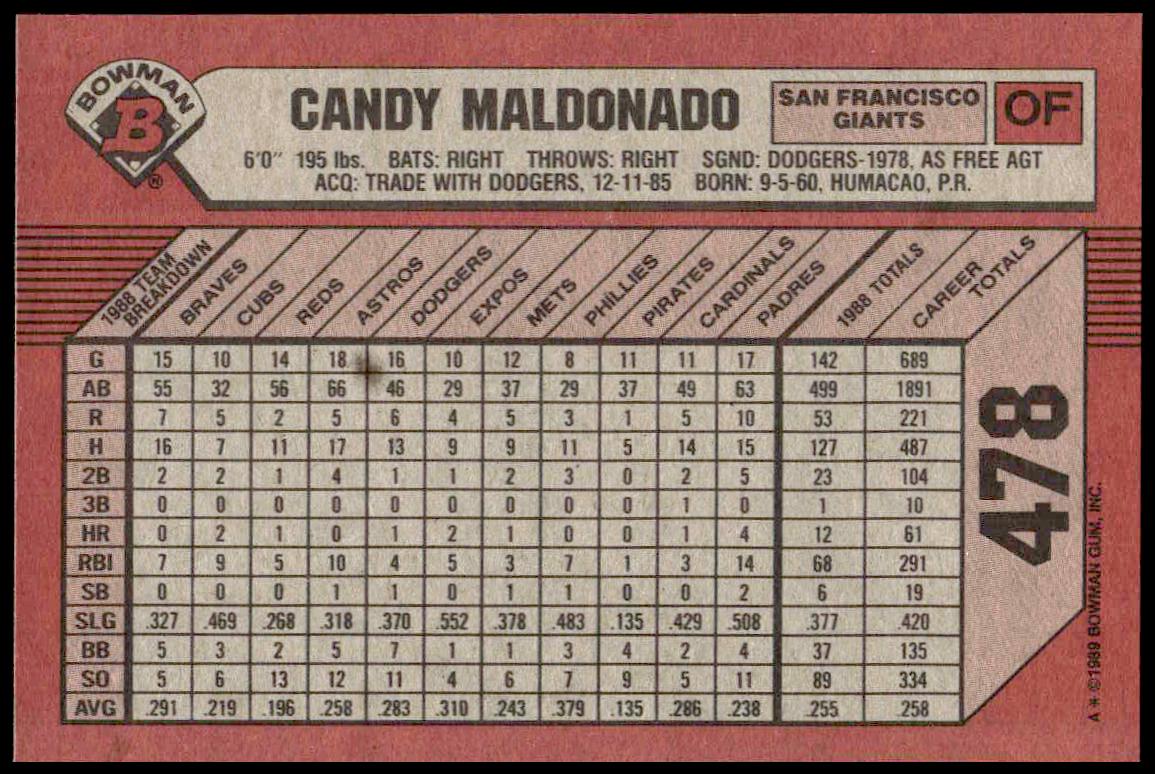 BOWMAN
B
®
CANDY MALDONADO
SAN FRANCISCO
GIANTS
OF
6'0" 195 lbs. BATS: RIGHT THROWS: RIGHT SGND: DODGERS-1978, AS FREE AGT
ACQ: TRADE WITH DODGERS, 12-11-85 BORN: 9-5-60, HUMACAO, P.R.
1988 TEAM BREAKDOWN BRAVES CUBS REDS ASTROS DODGERS EXPOS METS PHILLIES PIRATES CARDINALS PADRES 1988 TOTALS CAREER TOTALS
G 15 10 14 18 16 10 12 8 11 11 17 142 689
AB 55 32 56 66 46 29 37 29 37 49 63 499 1891
R 7 5 2 5 6 4 5 3 1 5 10 53 221
H 16 7 11 17 13 9 9 11 5 14 15 127 487
2B 2 2 1 4 1 1 2 3 0 2 5 23 104
3B 0 0 0 0 0 0 0 0 0 1 0 1 10
HR 0 2 1 0 1 2 1 0 0 1 4 12 61
RBI 7 9 5 10 4 5 3 7 1 3 14 68 291
SB 0 0 0 1 1 0 1 1 0 0 2 6 19
SLG .327 .469 .268 .318 .370 .552 .378 .483 .135 .429 .508 .377 .420
BB 5 3 2 5 7 1 1 3 4 2 4 37 135
SO 5 6 13 12 11 4 6 7 9 5 11 89 334
AVG .291 .219 .196 .258 .283 .310 .243 .379 .135 .286 .238 .255 .258
478
A * ©1989 BOWMAN GUM, INC.